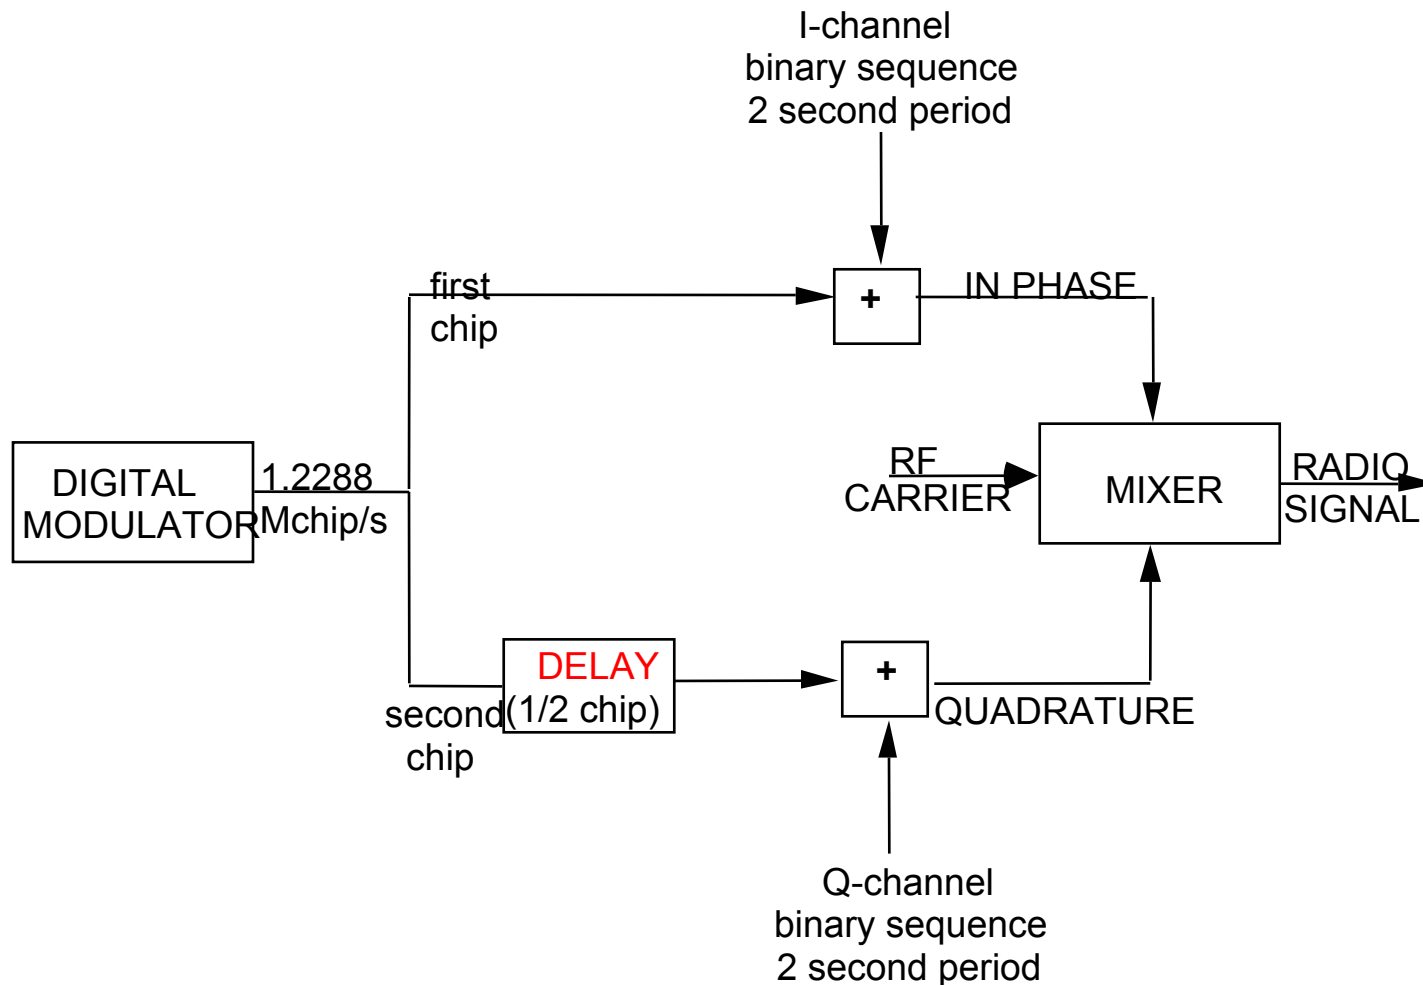 I-channel
binary sequence
2 second period
first
chip
+
IN PHASE
DIGITAL
MODULATOR
1.2288
Mchip/s
RF
CARRIER
MIXER
RADIO
SIGNAL
second
chip
DELAY
(1/2 chip)
+
QUADRATURE
Q-channel
binary sequence
2 second period